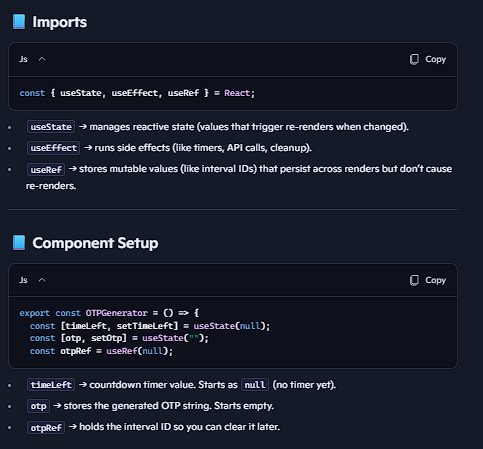 📘 Imports
Js Copy
const { useState, useEffect, useRef } = React;
• useState → manages reactive state (values that trigger re-renders when changed).
• useEffect → runs side effects (like timers, API calls, cleanup).
• useRef → stores mutable values (like interval IDs) that persist across renders but don't cause
re-renders.
📘 Component Setup
Js Copy
export const OTPGenerator = () => {
  const [timeLeft, setTimeLeft] = useState(null);
  const [otp, setOtp] = useState("");
  const otpRef = useRef(null);
• timeLeft → countdown timer value. Starts as null (no timer yet).
• otp → stores the generated OTP string. Starts empty.
• otpRef → holds the interval ID so you can clear it later.